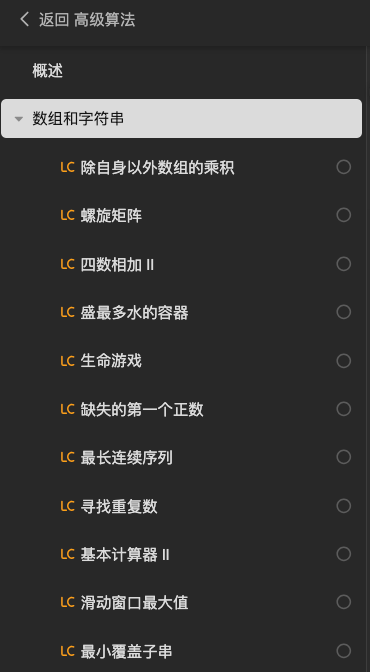 返回 高级算法
概述
数组和字符串
LC 除自身以外数组的乘积
LC 螺旋矩阵
LC 四数相加 II
LC 盛最多水的容器
LC 生命游戏
LC 缺失的第一个正数
LC 最长连续序列
LC 寻找重复数
LC 基本计算器 II
LC 滑动窗口最大值
LC 最小覆盖子串